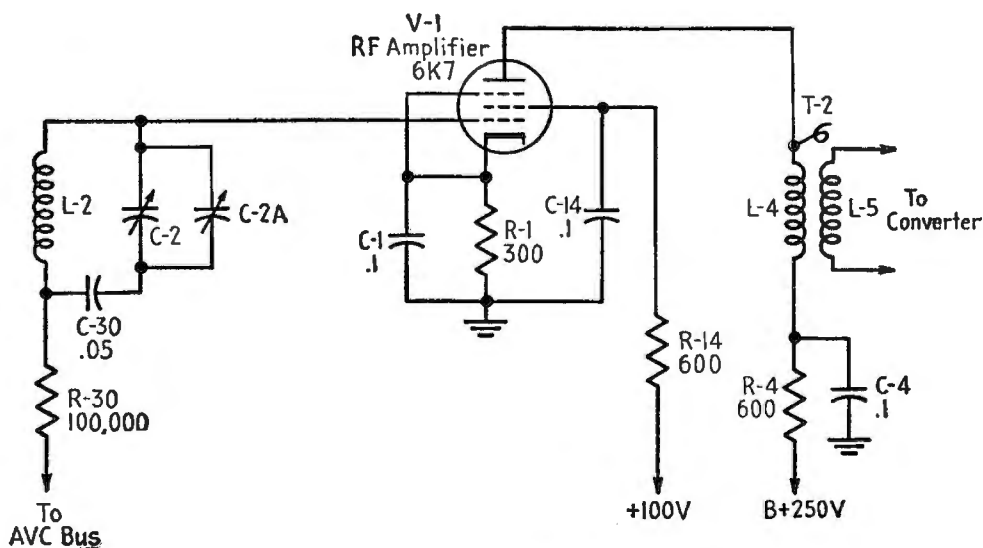 V-1
RF Amplifier
6K7
T-2
L-2
C-2
C-2A
C-1
.1
R-1
300
C-14
.1
L-4
L-5
To
Converter
C-30
.05
R-30
100,000
R-14
600
R-4
600
C-4
.1
To
AVC Bus
+100V
B+250V